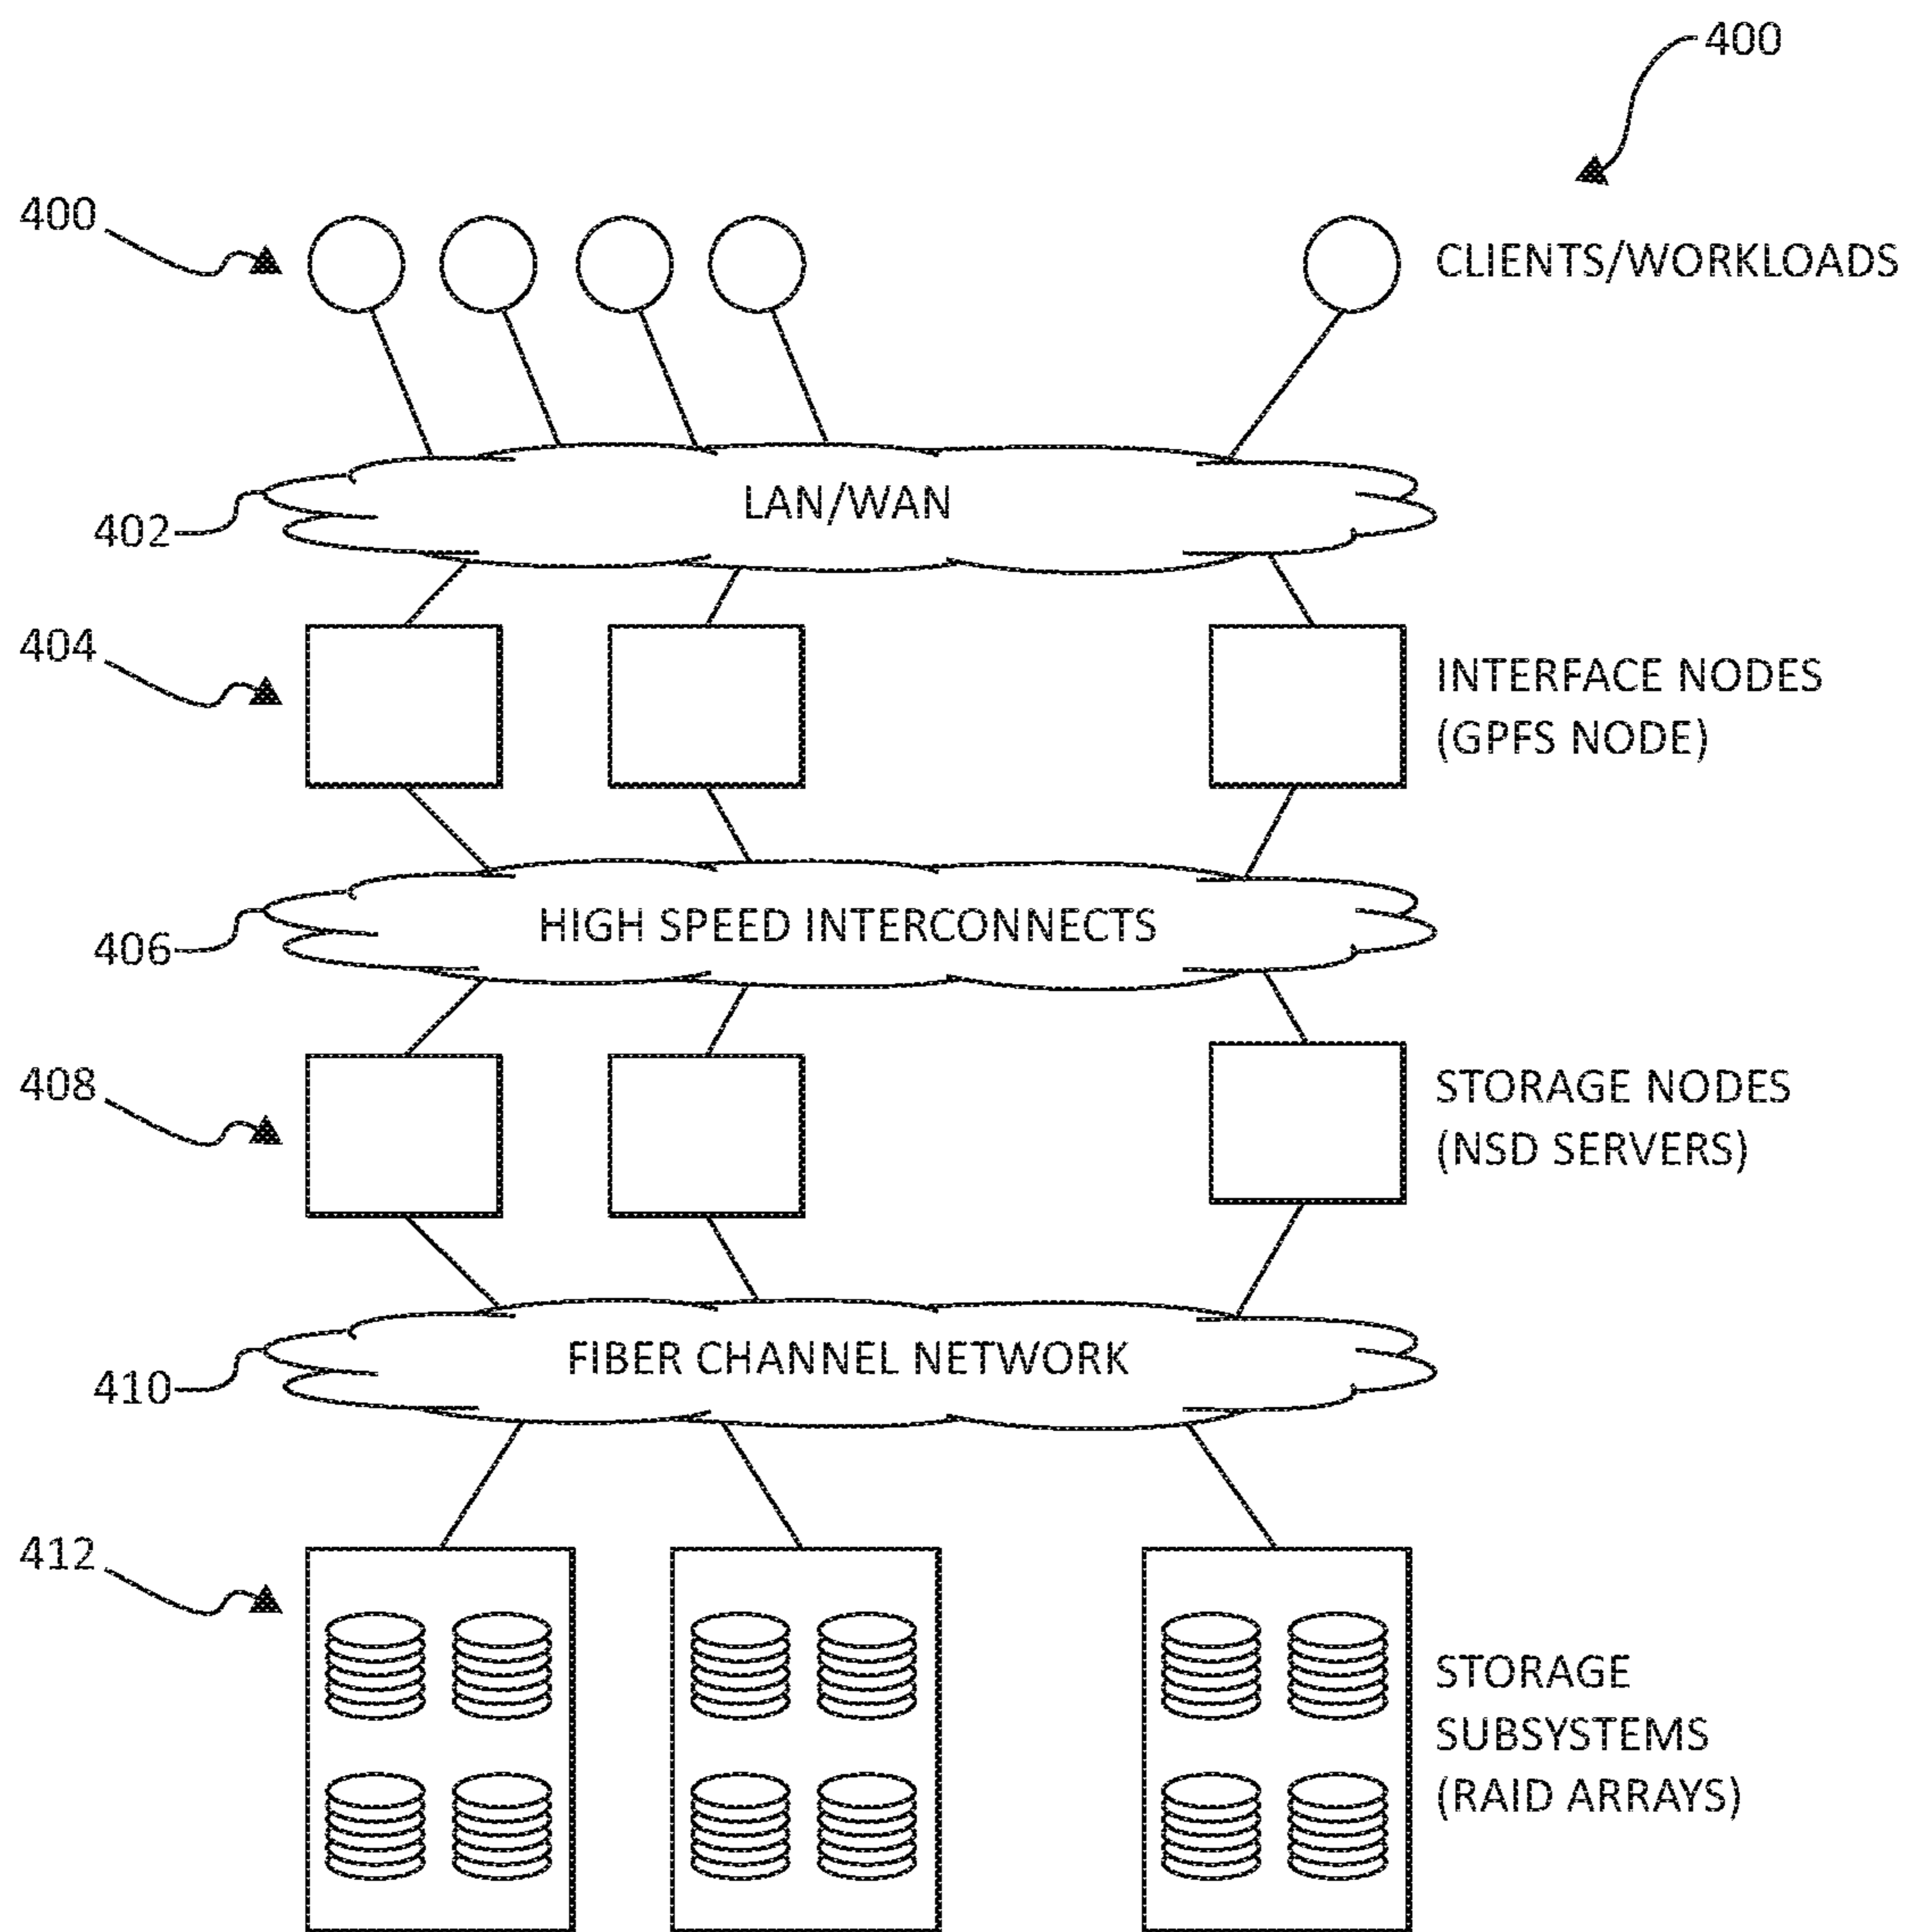 400
400
CLIENTS/WORKLOADS
LAN/WAN
402
404
INTERFACE NODES
(GPFS NODE)
HIGH SPEED INTERCONNECTS
406
408
STORAGE NODES
(NSD SERVERS)
FIBER CHANNEL NETWORK
410
412
STORAGE
SUBSYSTEMS
(RAID ARRAYS)